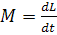 M = dL/dt